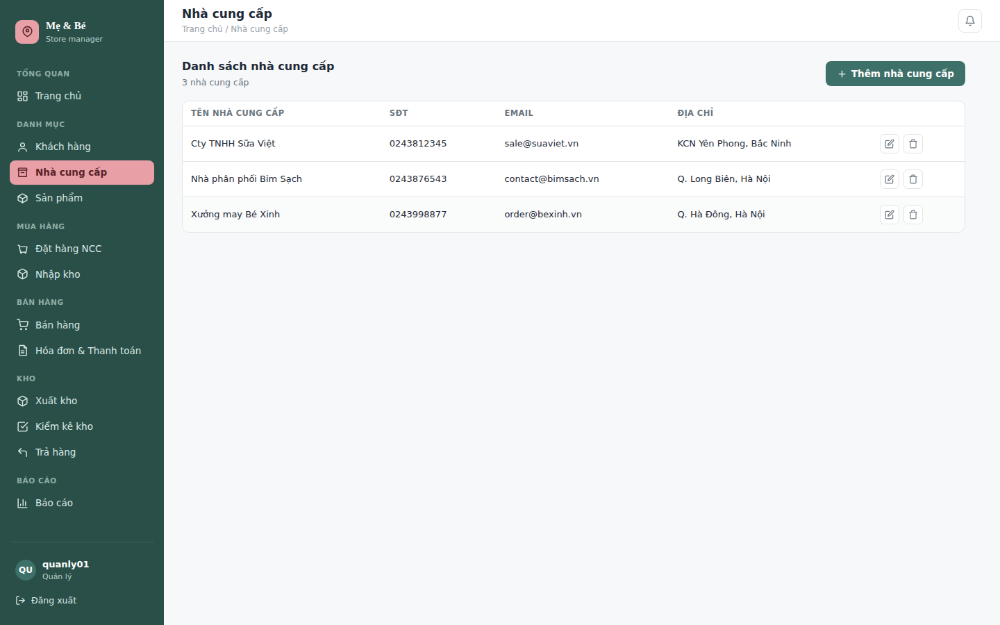 Mẹ & Bé
Store manager
TỔNG QUAN
Trang chủ
DANH MỤC
Khách hàng
Nhà cung cấp
Sản phẩm
MUA HÀNG
Đặt hàng NCC
Nhập kho
BÁN HÀNG
Bán hàng
Hóa đơn & Thanh toán
KHO
Xuất kho
Kiểm kê kho
Trả hàng
BÁO CÁO
Báo cáo
QU
quanly01
Quản lý
Đăng xuất
Nhà cung cấp
Trang chủ / Nhà cung cấp
Danh sách nhà cung cấp
3 nhà cung cấp
Thêm nhà cung cấp
TÊN NHÀ CUNG CẤP SĐT EMAIL ĐỊA CHỈ
Cty TNHH Sữa Việt 0243812345 sale@suaviet.vn KCN Yên Phong, Bắc Ninh
Nhà phân phối Bim Sạch 0243876543 contact@bimsach.vn Q. Long Biên, Hà Nội
Xưởng may Bé Xinh 0243998877 order@bexinh.vn Q. Hà Đông, Hà Nội